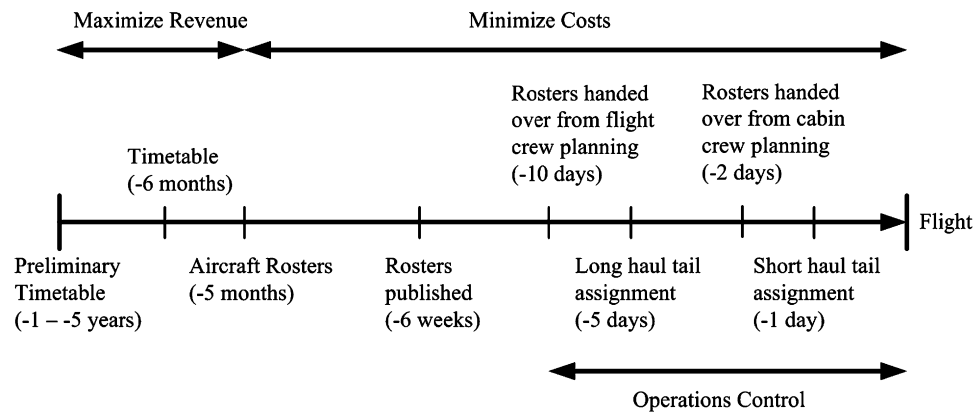 Maximize Revenue
Minimize Costs
Rosters handed
over from flight
crew planning
(-10 days)
Rosters handed
over from cabin
crew planning
(-2 days)
Timetable
(-6 months)
Flight
Preliminary
Timetable
(-1 – -5 years)
Aircraft Rosters
(-5 months)
Rosters
published
(-6 weeks)
Long haul tail
assignment
(-5 days)
Short haul tail
assignment
(-1 day)
Operations Control